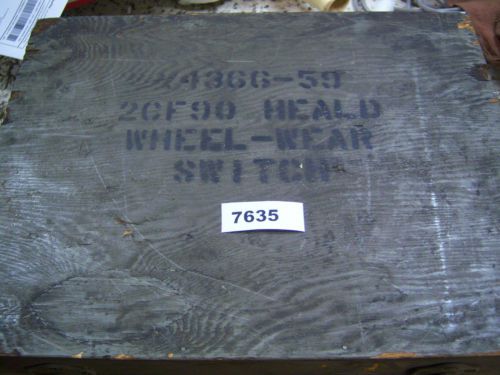 4366-59
2CF90 HEALD
WHEEL-WEAR
SWITCH
7635